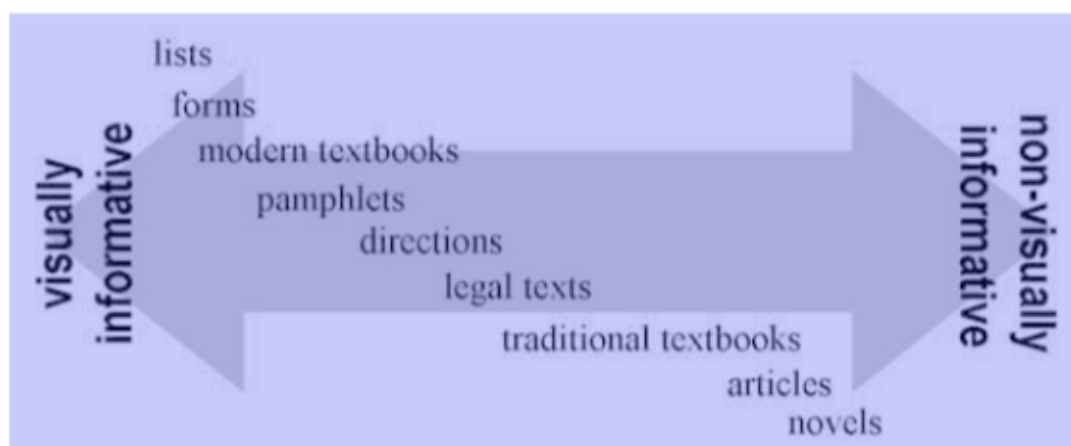 visually
informative
lists
forms
modern textbooks
pamphlets
directions
legal texts
traditional textbooks
articles
novels
non-visually
informative